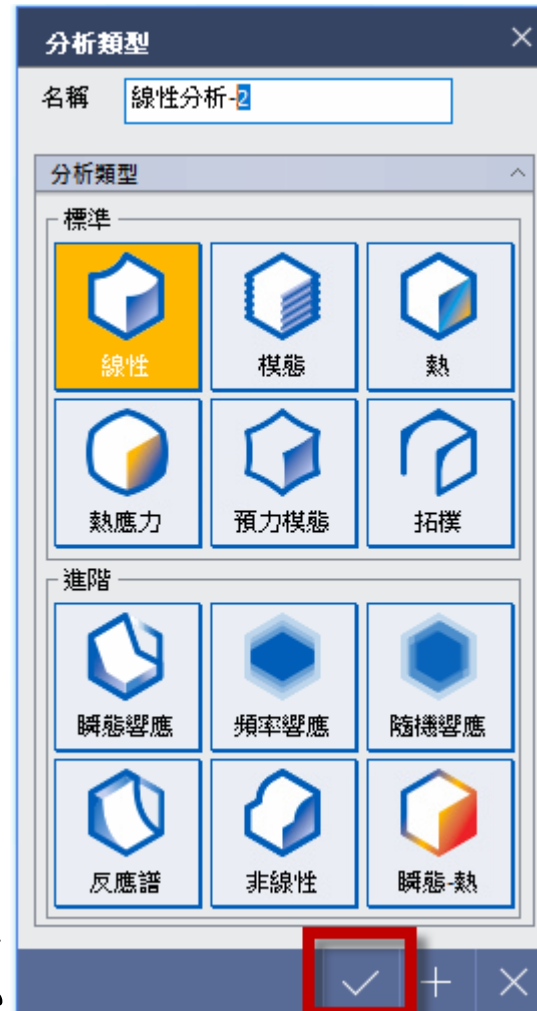 分析類型
名稱 線性分析-2
分析類型
標準
線性 模態 熱
熱應力 預力模態 拓樸
進階
瞬態響應 頻率響應 隨機響應
反應譜 非線性 瞬態-熱